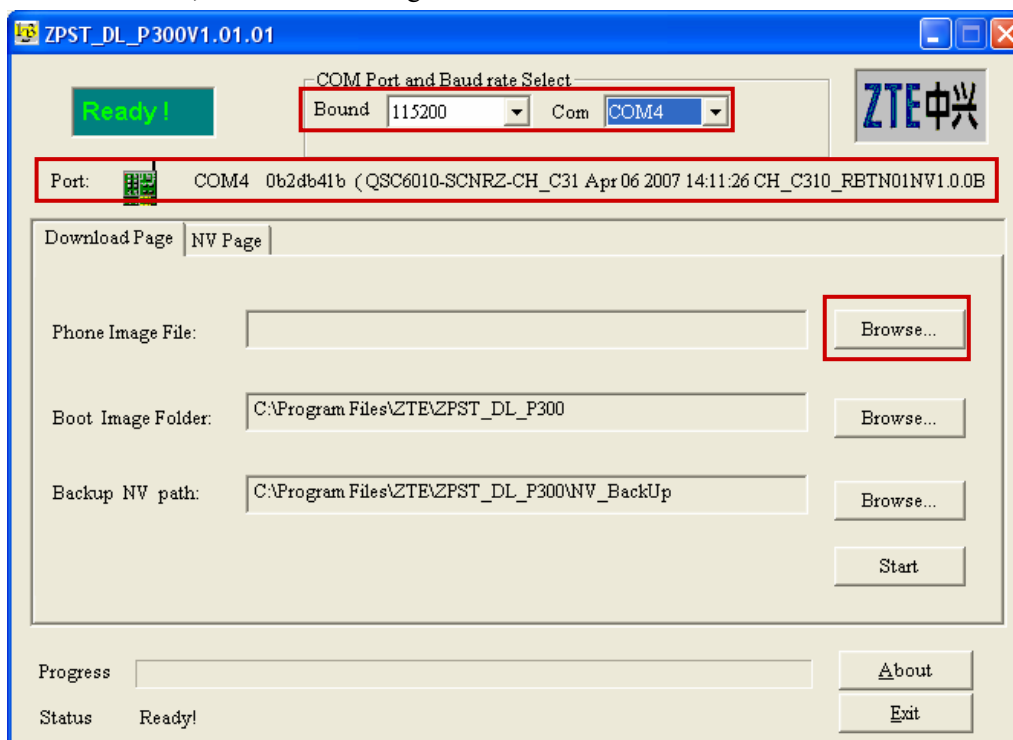 ZPST_DL_P300V1.01.01
COM Port and Baud rate Select
Ready !
Bound 115200 Com COM4
ZTE中兴
Port: COM4 0b2db41b ( QSC6010-SCNRZ-CH_C31 Apr 06 2007 14:11:26 CH_C310_RBTN01NV1.0.0B
Download Page NV Page
Phone Image File: Browse...
Boot Image Folder: C:\Program Files\ZTE\ZPST_DL_P300 Browse...
Backup NV path: C:\Program Files\ZTE\ZPST_DL_P300\NV_BackUp Browse...
Start
Progress About
Status Ready! Exit